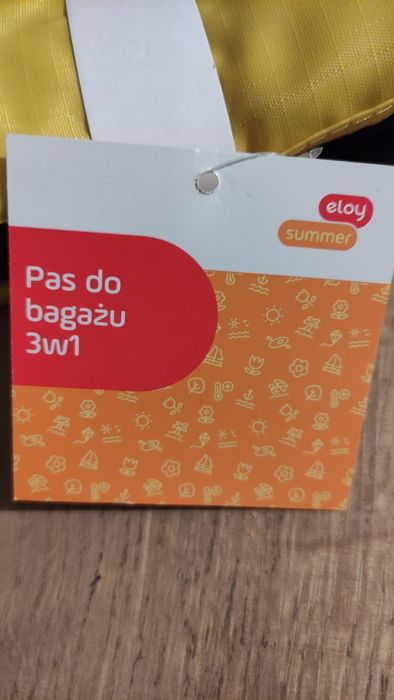 eloy
summer
Pas do
bagażu
3w1